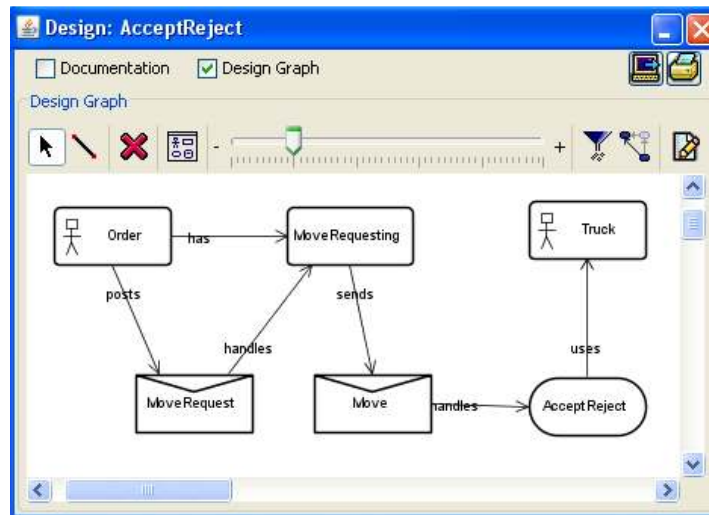 Design: AcceptReject
Documentation
Design Graph
Design Graph
-
+
Order
has
MoveRequesting
Truck
posts
sends
handles
uses
MoveRequest
Move
handles
AcceptReject